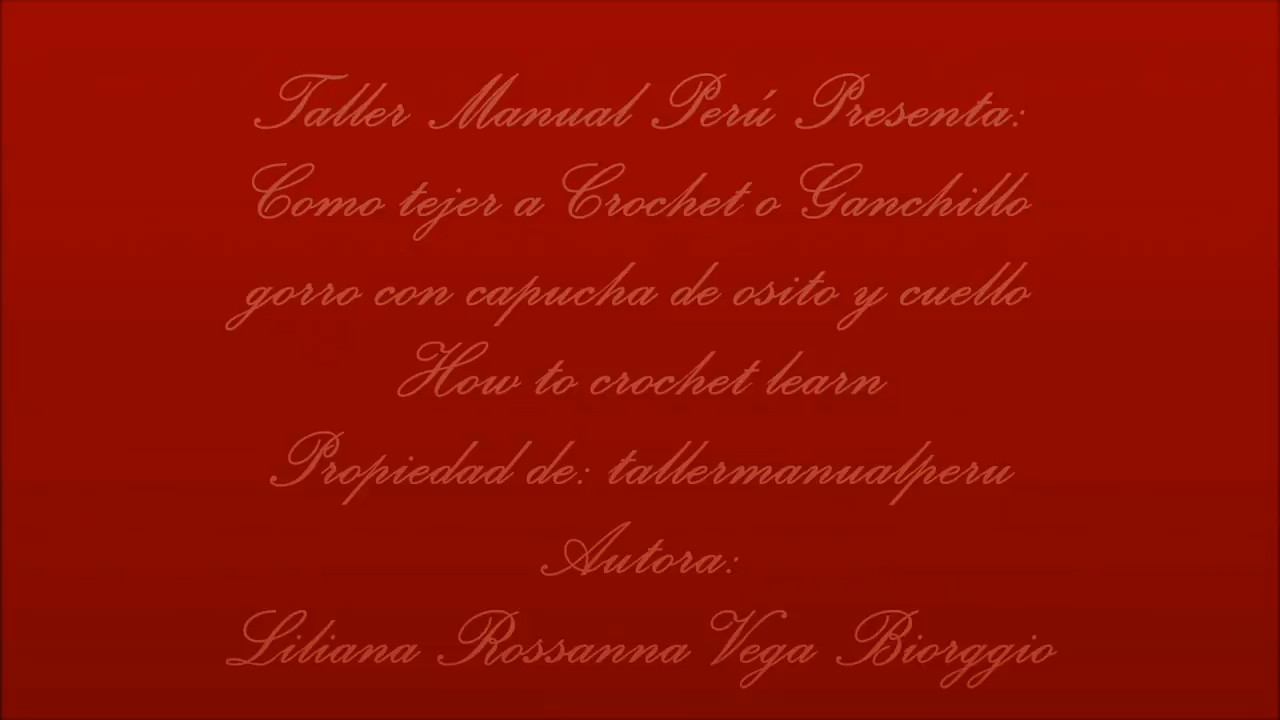 Taller Manual Perú Presenta:
Como tejer a Crochet o Ganchillo
gorro con capucha de osito y cuello
How to crochet learn
Propiedad de: tallermanualperu
Autora:
Liliana Rossanna Vega Biorggio